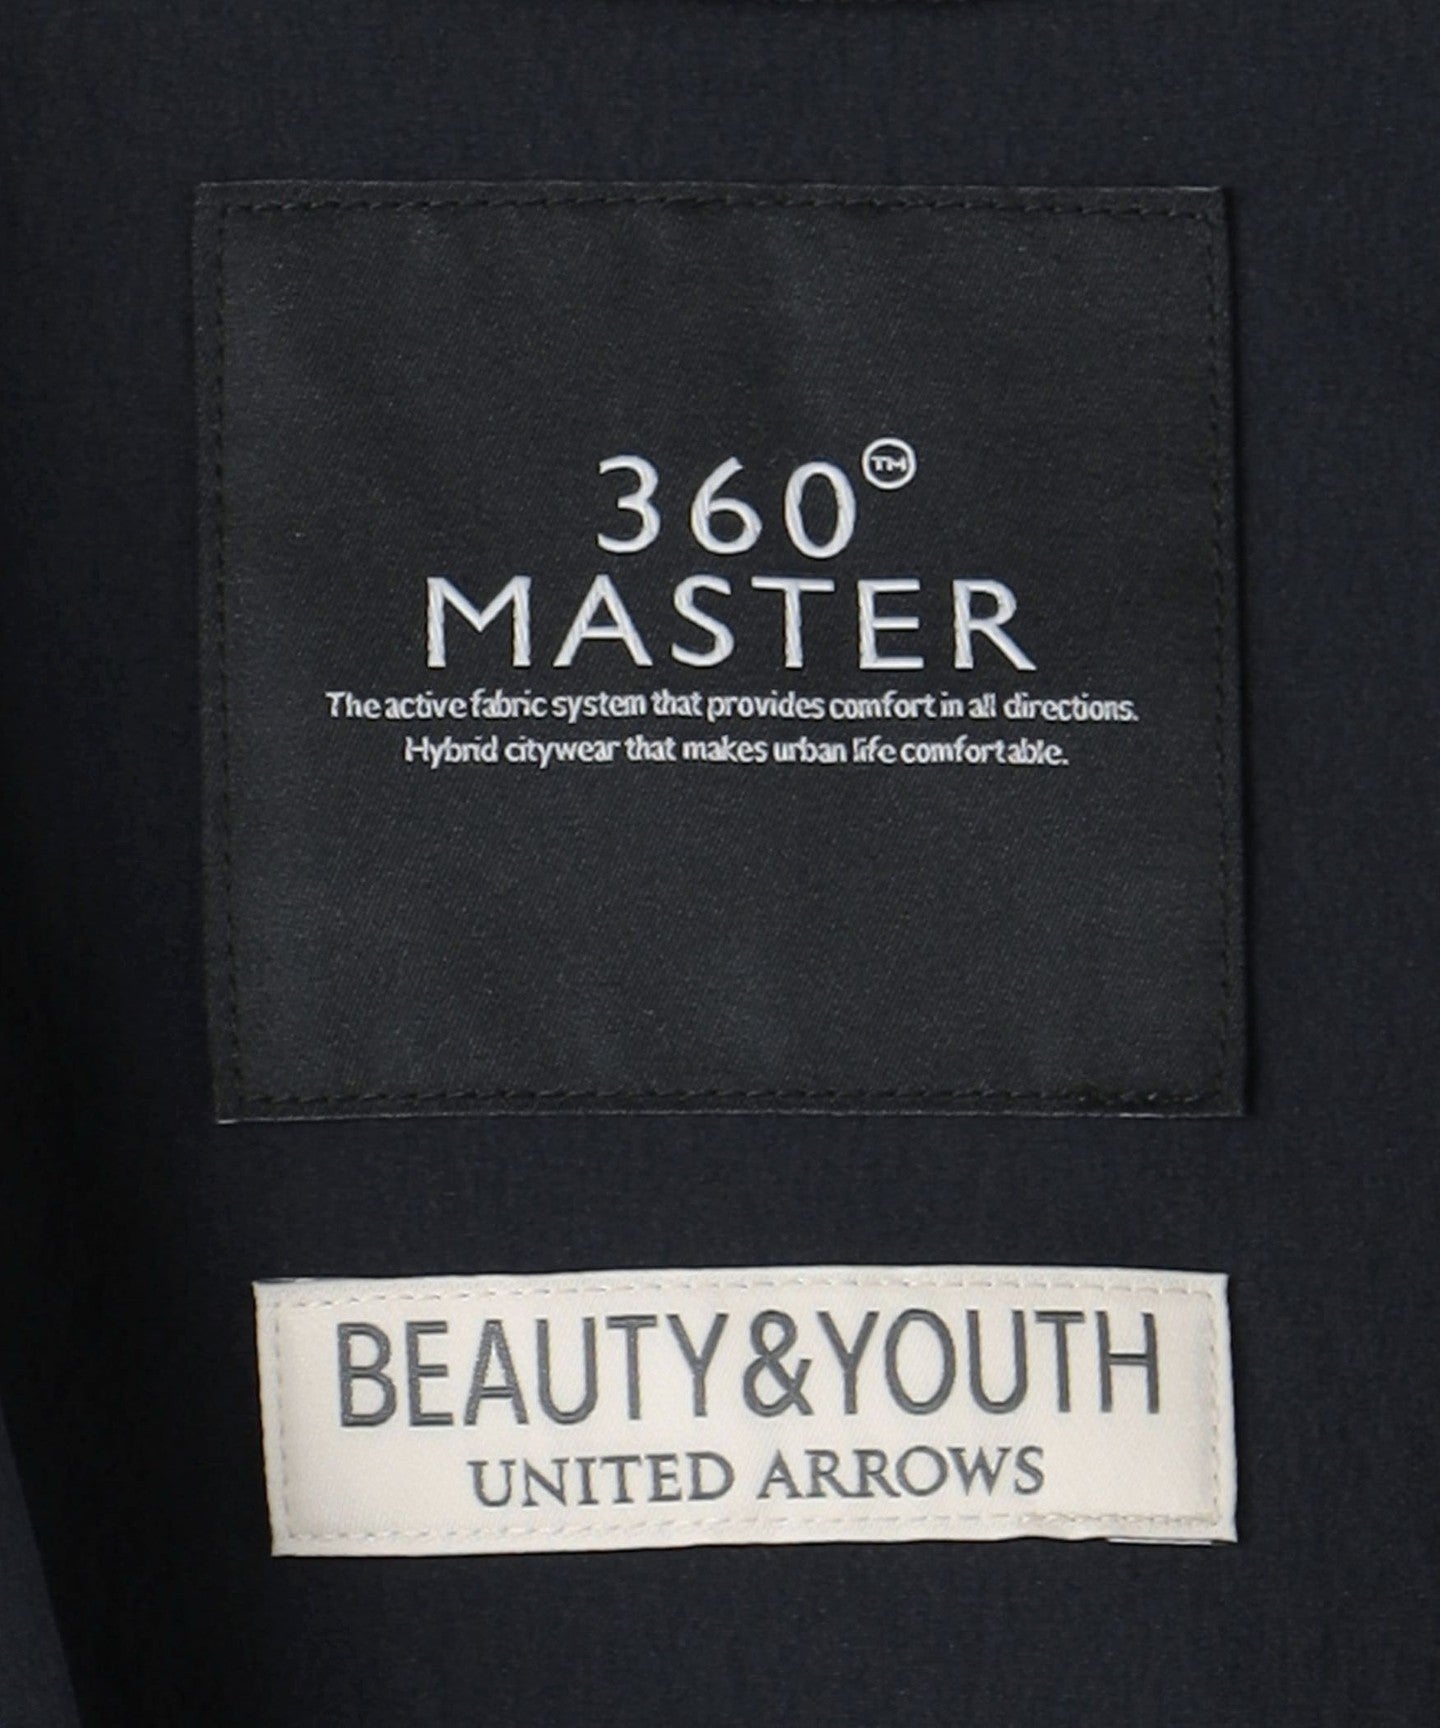 360°™
MASTER
The active fabric system that provides comfort in all directions.
Hybrid citywear that makes urban life comfortable.
BEAUTY&YOUTH
UNITED ARROWS